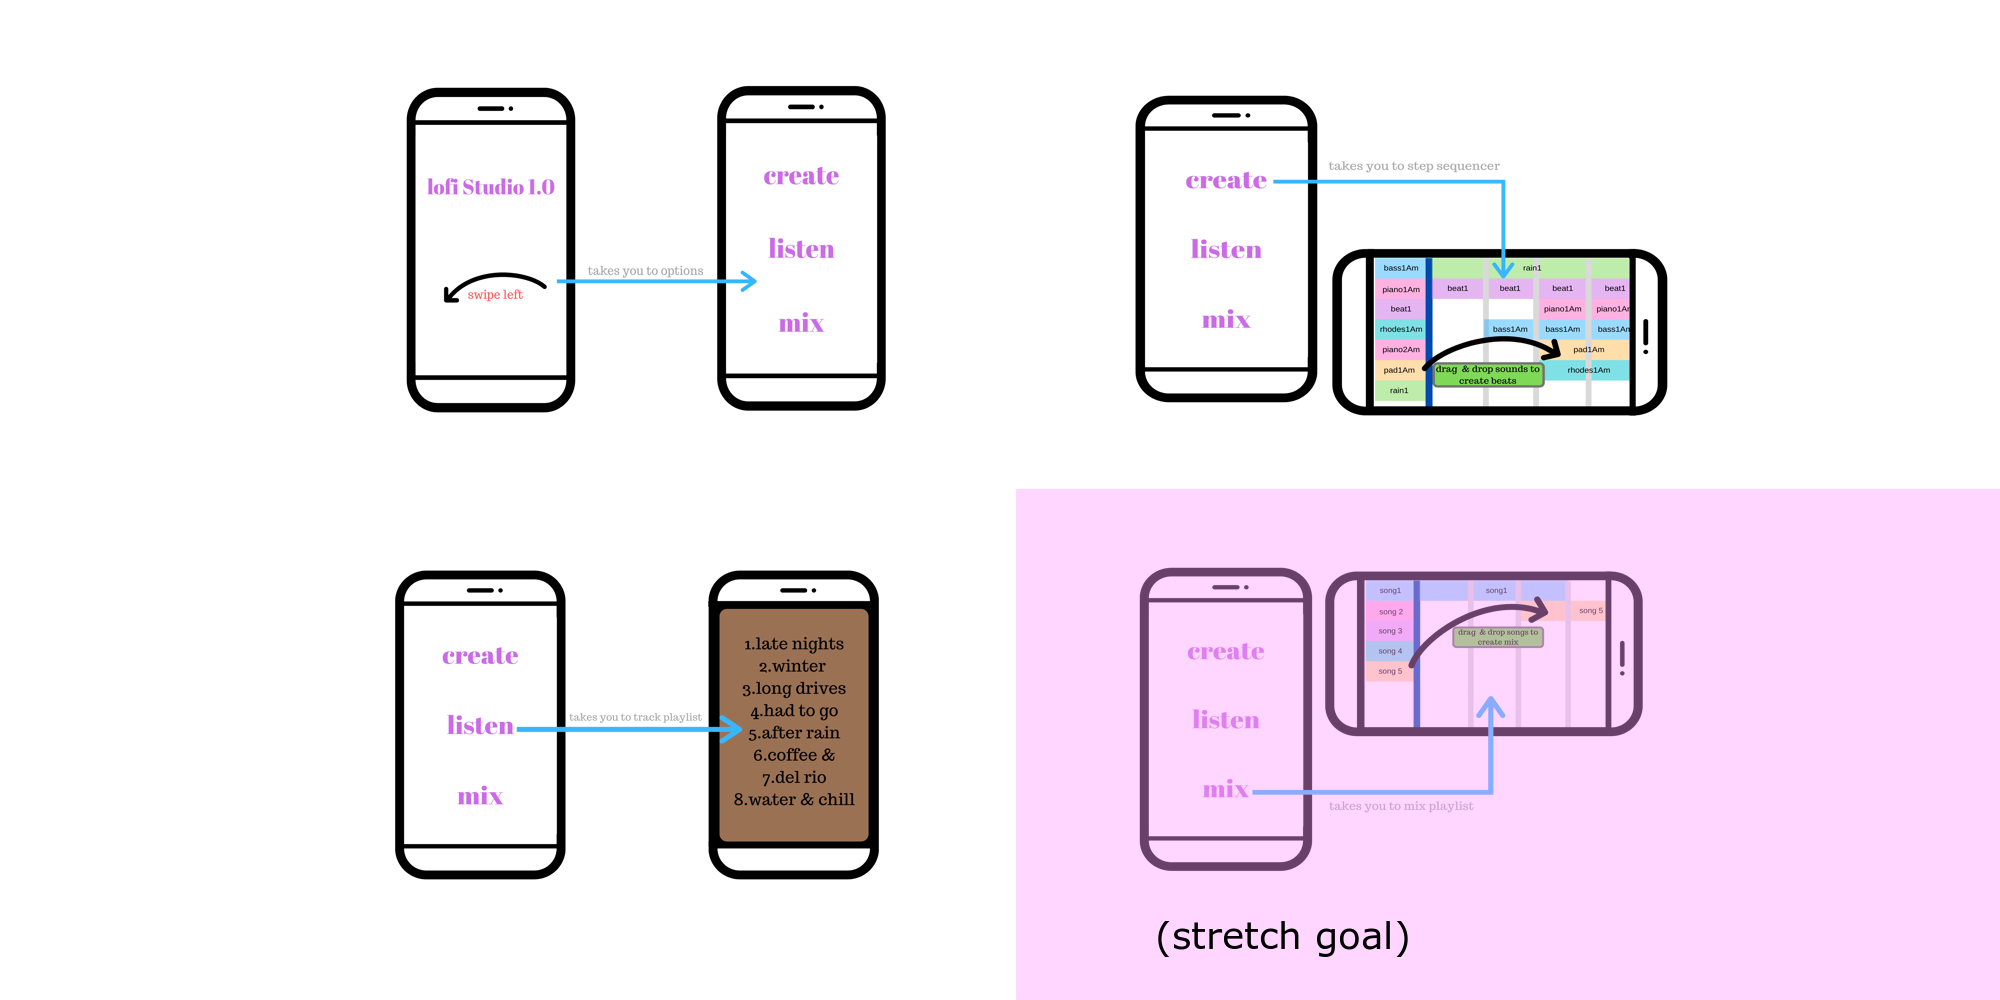 lofi Studio 1.0
swipe left
takes you to options
create
listen
mix
create
listen
mix
takes you to step sequencer
bass1Am
piano1Am
beat1
rhodes1Am
piano2Am
pad1Am
rain1
rain1
beat1 beat1 beat1 beat1
piano1Am piano1Am
bass1Am bass1Am bass1Am
pad1Am
rhodes1Am
drag & drop sounds to
create beats
create
listen
mix
takes you to track playlist
1.late nights
2.winter
3.long drives
4.had to go
5.after rain
6.coffee &
7.del rio
8.water & chill
create
listen
mix
takes you to mix playlist
song1
song 2
song 3
song 4
song 5
song1
song 5
drag & drop songs to
create mix
(stretch goal)